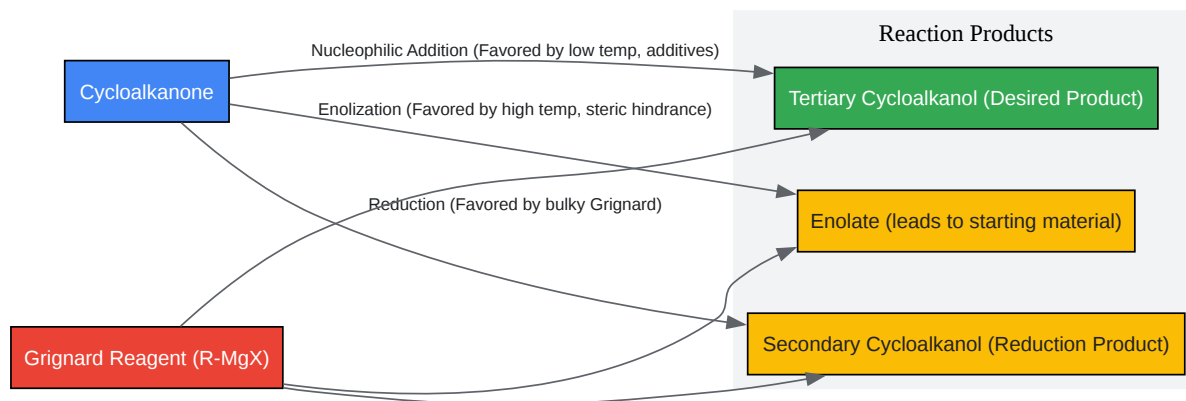 Reaction Products
Nucleophilic Addition (Favored by low temp, additives)
Cycloalkanone
Tertiary Cycloalkanol (Desired Product)
Enolization (Favored by high temp, steric hindrance)
Reduction (Favored by bulky Grignard)
Enolate (leads to starting material)
Grignard Reagent (R-MgX)
Secondary Cycloalkanol (Reduction Product)